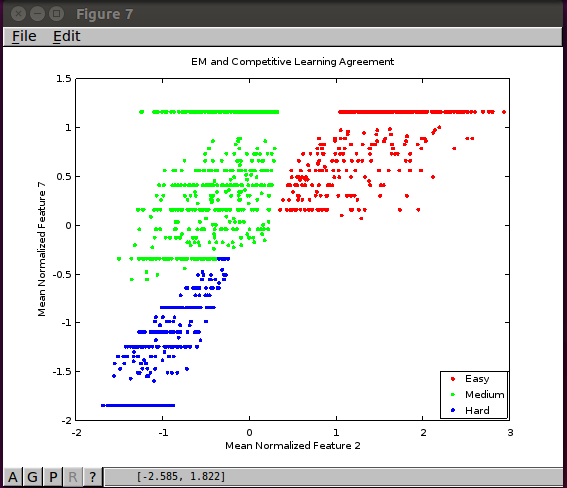 Figure 7
File Edit
EM and Competitive Learning Agreement
1.5
1
0.5
0
-0.5
-1
-1.5
-2
Mean Normalized Feature 7
-2 -1 0 1 2 3
Mean Normalized Feature 2
Easy
Medium
Hard
A G P R ? [-2.585, 1.822]